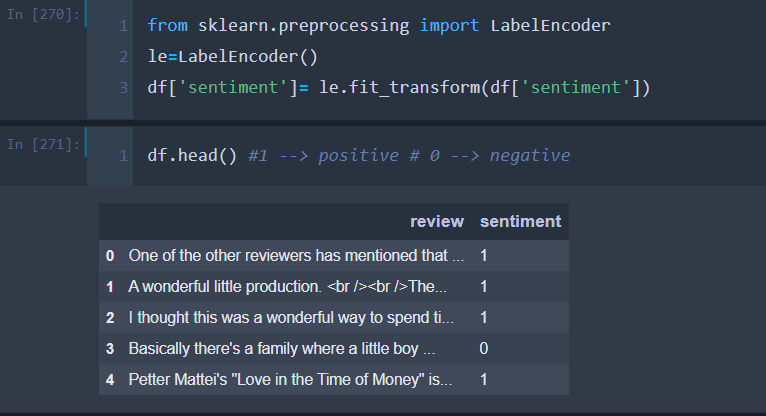 In [270]:
1 from sklearn.preprocessing import LabelEncoder
2 le=LabelEncoder()
3 df['sentiment']= le.fit_transform(df['sentiment'])
In [271]:
1 df.head() #1 --> positive # 0 --> negative
review sentiment
0 One of the other reviewers has mentioned that ... 1
1 A wonderful little production. <br /><br />The... 1
2 I thought this was a wonderful way to spend ti... 1
3 Basically there's a family where a little boy ... 0
4 Petter Mattei's "Love in the Time of Money" is... 1